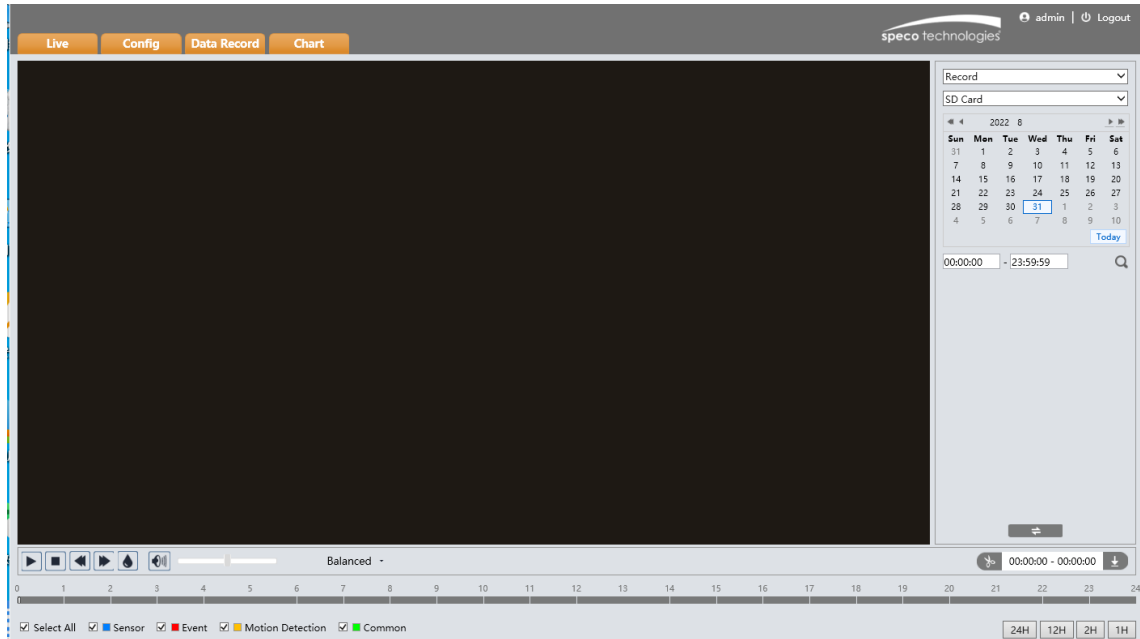 admin | Logout
speco technologies
Live Config Data Record Chart
Record
SD Card
2022 8
Sun Mon Tue Wed Thu Fri Sat
31 1 2 3 4 5 6
7 8 9 10 11 12 13
14 15 16 17 18 19 20
21 22 23 24 25 26 27
28 29 30 31 1 2 3
4 5 6 7 8 9 10
Today
00:00:00 - 23:59:59
Balanced
00:00:00 - 00:00:00
0 1 2 3 4 5 6 7 8 9 10 11 12 13 14 15 16 17 18 19 20 21 22 23 24
Select All Sensor Event Motion Detection Common
24H 12H 2H 1H